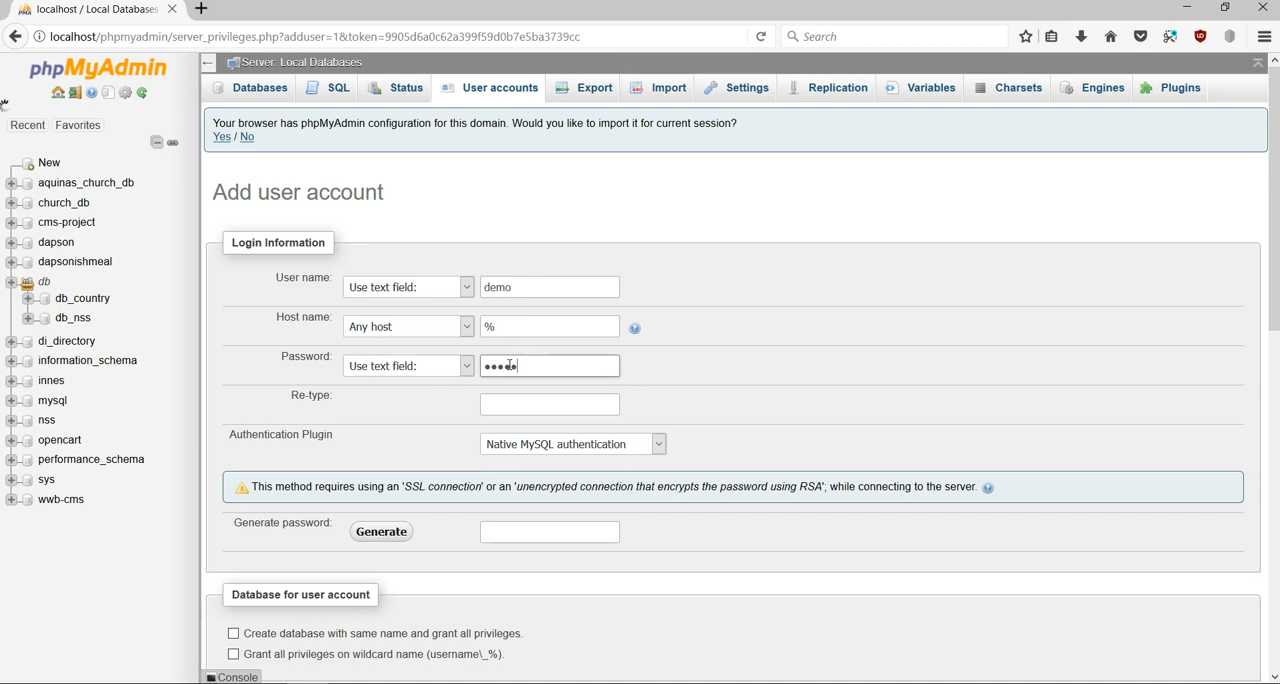 localhost / Local Databases
localhost/phpmyadmin/server_privileges.php?adduser=1&token=9905d6a0c62a399f59d0b7e5ba3739cc
Search
phpMyAdmin
Server: Local Databases
Databases SQL Status User accounts Export Import Settings Replication Variables Charsets Engines Plugins
Recent Favorites
Your browser has phpMyAdmin configuration for this domain. Would you like to import it for current session?
Yes / No
New
aquinas_church_db
church_db
cms-project
dapson
dapsonishmeal
db
db_country
db_nss
di_directory
information_schema
innes
mysql
nss
opencart
performance_schema
sys
wwb-cms
Add user account
Login Information
User name: Use text field: demo
Host name: Any host %
Password: Use text field: •••••
Re-type:
Authentication Plugin Native MySQL authentication
This method requires using an 'SSL connection' or an 'unencrypted connection that encrypts the password using RSA'; while connecting to the server.
Generate password: Generate
Database for user account
Create database with same name and grant all privileges.
Grant all privileges on wildcard name (username\_%).
Console